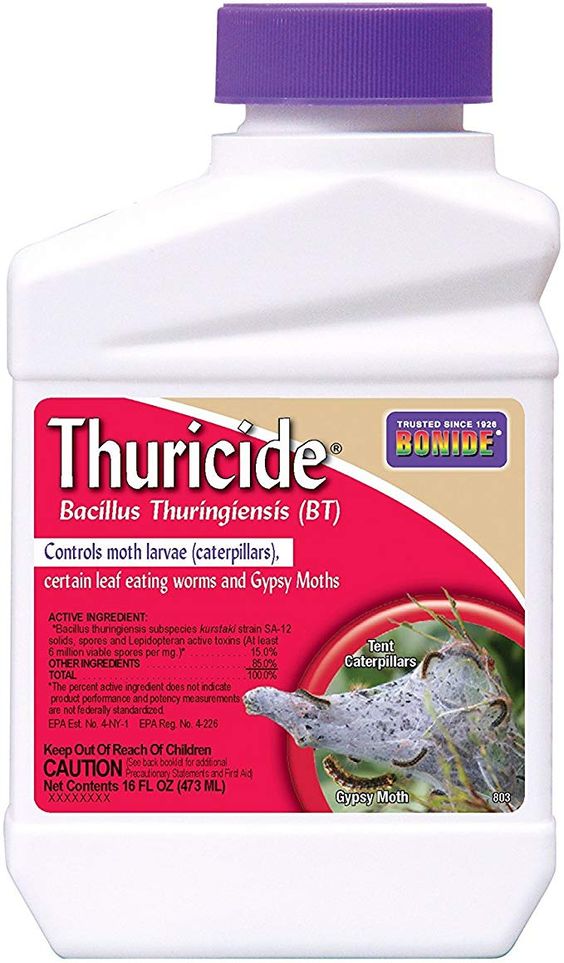 Thuricide®
TRUSTED SINCE 1926
BONIDE®
Bacillus Thuringiensis (BT)
Controls moth larvae (caterpillars),
certain leaf eating worms and Gypsy Moths
ACTIVE INGREDIENT:
*Bacillus thuringiensis subspecies kurstaki strain SA-12
solids, spores and Lepidopteran active toxins (At least
6 million viable spores per mg.)* . . . . . . . . . . . 15.0%
OTHER INGREDIENTS . . . . . . . . . . . . . . . . . . 85.0%
TOTAL . . . . . . . . . . . . . . . . . . . . . . . . . . . . . . 100.0%
*The percent active ingredient does not indicate
product performance and potency measurements
are not federally standardized.
EPA Est. No. 4-NY-1 EPA Reg. No. 4-226
Keep Out Of Reach Of Children
CAUTION (See back booklet for additional
Precautionary Statements and First Aid)
Net Contents 16 FL OZ (473 ML)
XXXXXXXX
Tent
Caterpillars
Gypsy Moth
803